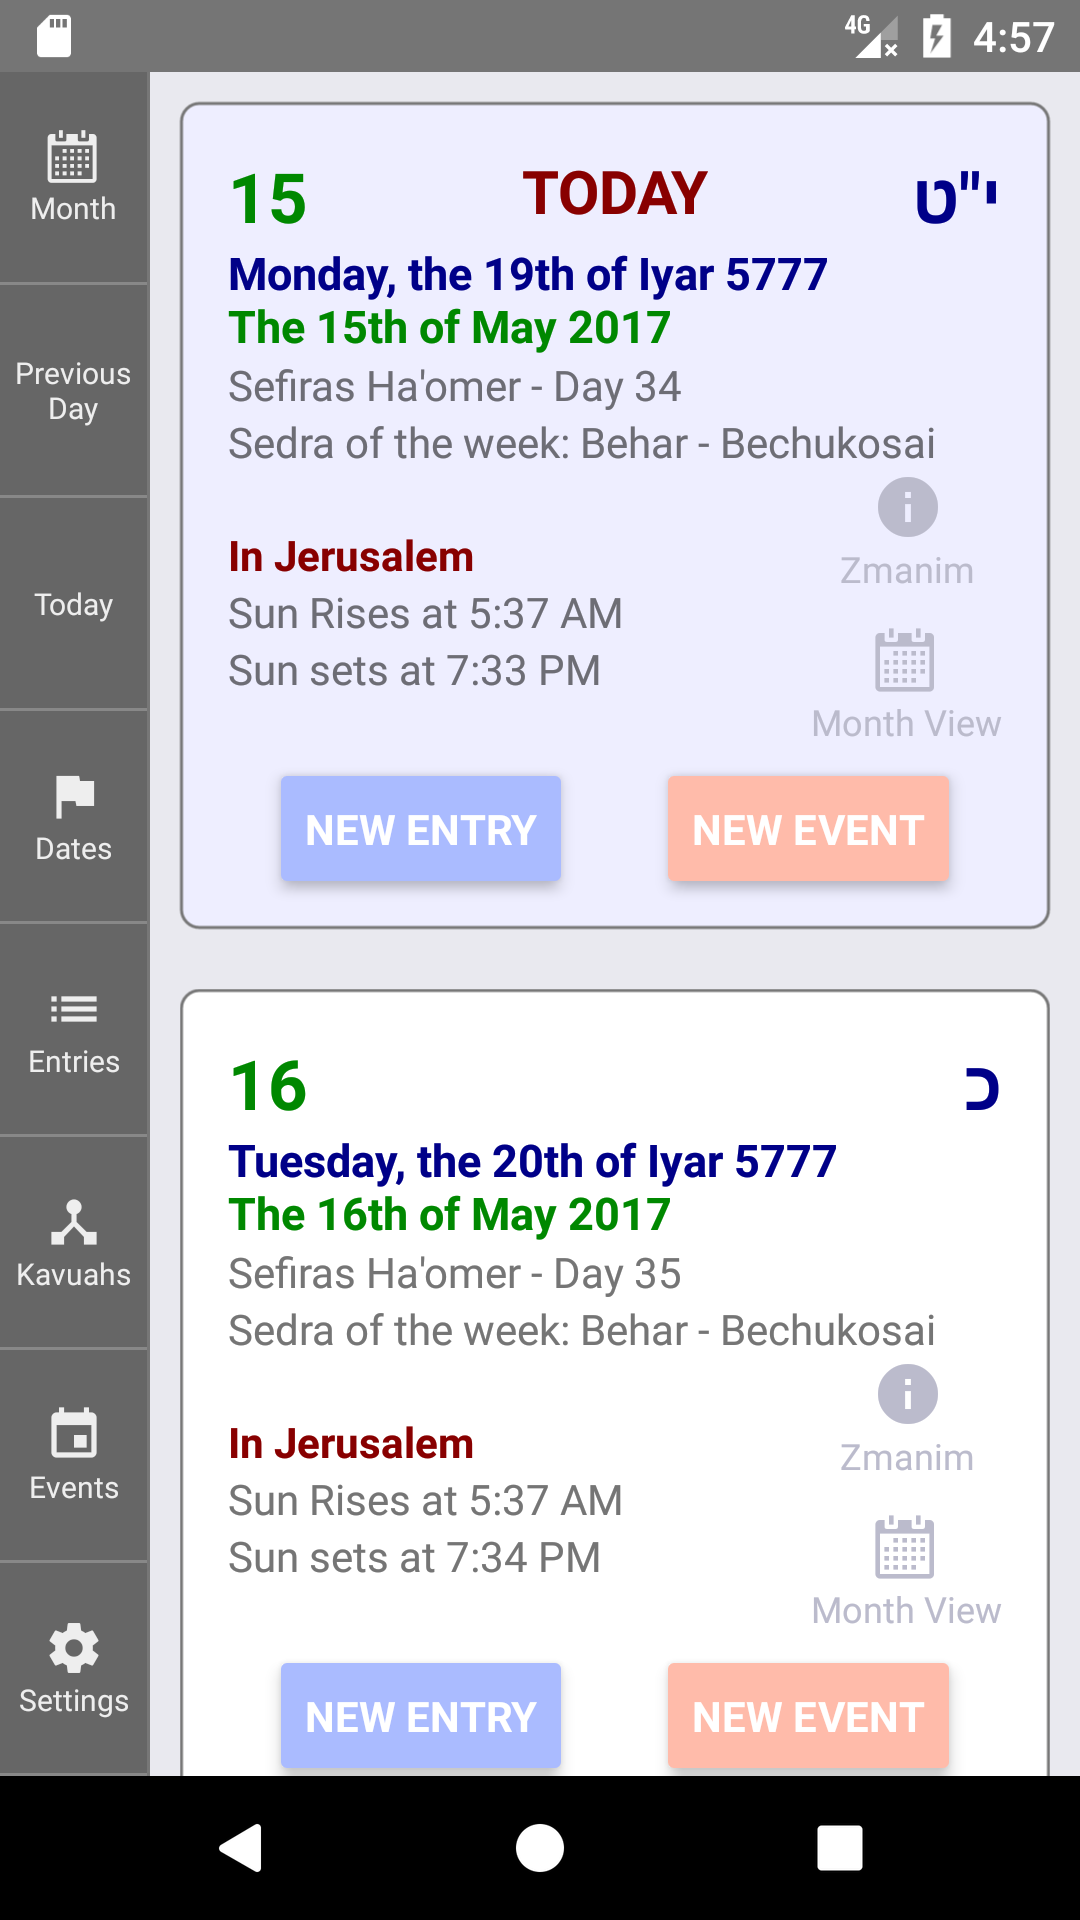 4G 4:57
Month
Previous
Day
Today
Dates
Entries
Kavuahs
Events
Settings
15 TODAY י"ט
Monday, the 19th of Iyar 5777
The 15th of May 2017
Sefiras Ha'omer - Day 34
Sedra of the week: Behar - Bechukosai
In Jerusalem
Sun Rises at 5:37 AM
Sun sets at 7:33 PM
Zmanim
Month View
NEW ENTRY NEW EVENT
16 כ
Tuesday, the 20th of Iyar 5777
The 16th of May 2017
Sefiras Ha'omer - Day 35
Sedra of the week: Behar - Bechukosai
In Jerusalem
Sun Rises at 5:37 AM
Sun sets at 7:34 PM
Zmanim
Month View
NEW ENTRY NEW EVENT